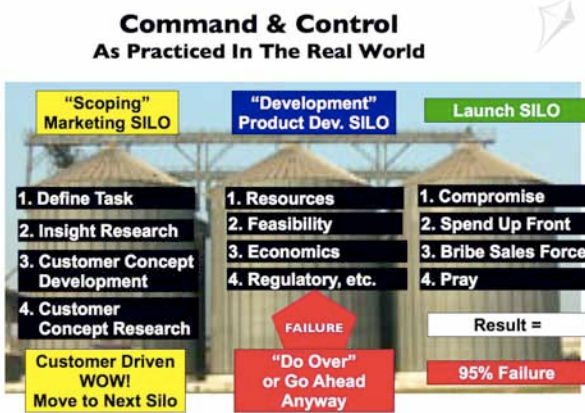 Command & Control
As Practiced In The Real World
“Scoping”
Marketing SILO
1. Define Task
2. Insight Research
3. Customer Concept
Development
4. Customer
Concept Research
Customer Driven
WOW!
Move to Next Silo
“Development”
Product Dev. SILO
1. Resources
2. Feasibility
3. Economics
4. Regulatory, etc.
FAILURE
“Do Over”
or Go Ahead
Anyway
Launch SILO
1. Compromise
2. Spend Up Front
3. Bribe Sales Force
4. Pray
Result =
95% Failure